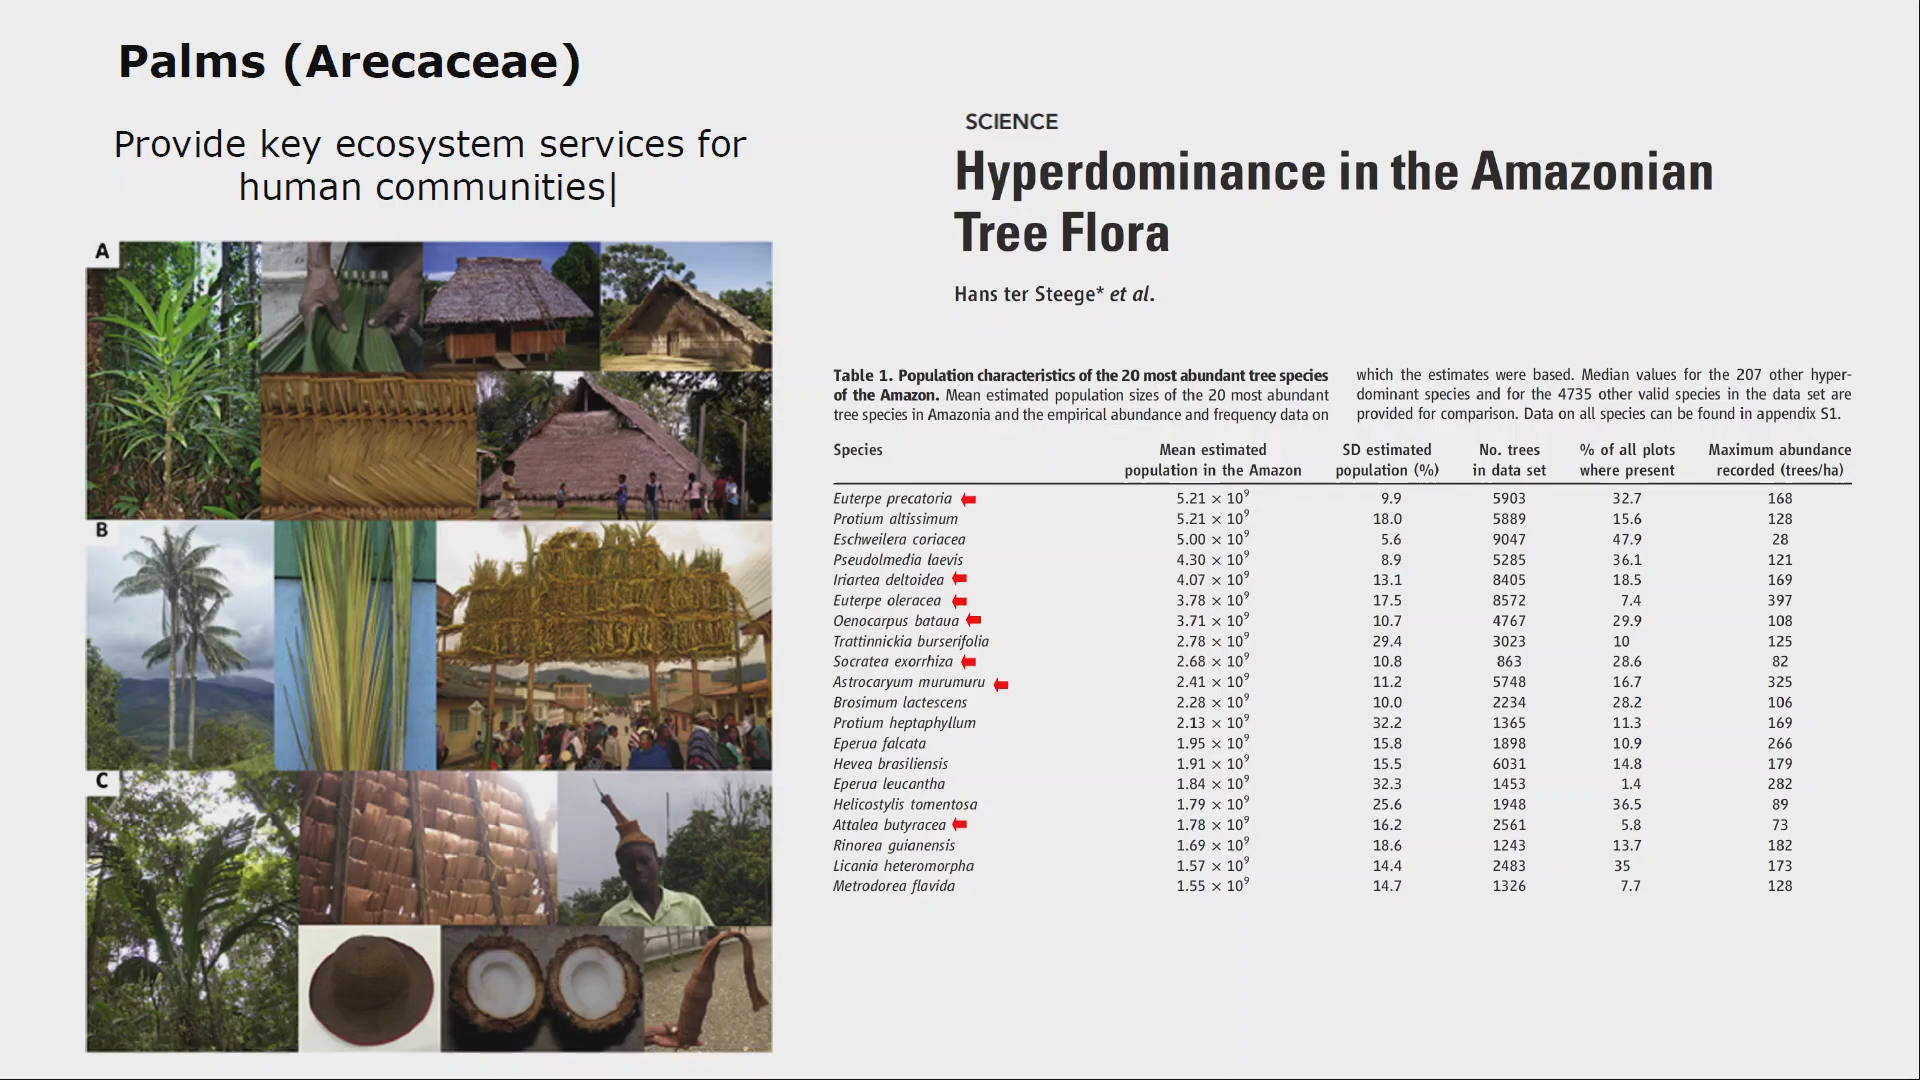 Palms (Arecaceae)
Provide key ecosystem services for
human communities|
A
B
C
SCIENCE
Hyperdominance in the Amazonian
Tree Flora
Hans ter Steege* et al.
Table 1. Population characteristics of the 20 most abundant tree species
of the Amazon. Mean estimated population sizes of the 20 most abundant
tree species in Amazonia and the empirical abundance and frequency data on
which the estimates were based. Median values for the 207 other hyper-
dominant species and for the 4735 other valid species in the data set are
provided for comparison. Data on all species can be found in appendix S1.
Species Mean estimated population in the Amazon SD estimated population (%) No. trees in data set % of all plots where present Maximum abundance recorded (trees/ha)
Euterpe precatoria 5.21 × 10⁹ 9.9 5903 32.7 168
Protium altissimum 5.21 × 10⁹ 18.0 5889 15.6 128
Eschweilera coriacea 5.00 × 10⁹ 5.6 9047 47.9 28
Pseudolmedia laevis 4.30 × 10⁹ 8.9 5285 36.1 121
Iriartea deltoidea 4.07 × 10⁹ 13.1 8405 18.5 169
Euterpe oleracea 3.78 × 10⁹ 17.5 8572 7.4 397
Oenocarpus bataua 3.71 × 10⁹ 10.7 4767 29.9 108
Trattinnickia burserifolia 2.78 × 10⁹ 29.4 3023 10 125
Socratea exorrhiza 2.68 × 10⁹ 10.8 863 28.6 82
Astrocaryum murumuru 2.41 × 10⁹ 11.2 5748 16.7 325
Brosimum lactescens 2.28 × 10⁹ 10.0 2234 28.2 106
Protium heptaphyllum 2.13 × 10⁹ 32.2 1365 11.3 169
Eperua falcata 1.95 × 10⁹ 15.8 1898 10.9 266
Hevea brasiliensis 1.91 × 10⁹ 15.5 6031 14.8 179
Eperua leucantha 1.84 × 10⁹ 32.3 1453 1.4 282
Helicostylis tomentosa 1.79 × 10⁹ 25.6 1948 36.5 89
Attalea butyracea 1.78 × 10⁹ 16.2 2561 5.8 73
Rinorea guianensis 1.69 × 10⁹ 18.6 1243 13.7 182
Licania heteromorpha 1.57 × 10⁹ 14.4 2483 35 173
Metrodorea flavida 1.55 × 10⁹ 14.7 1326 7.7 128